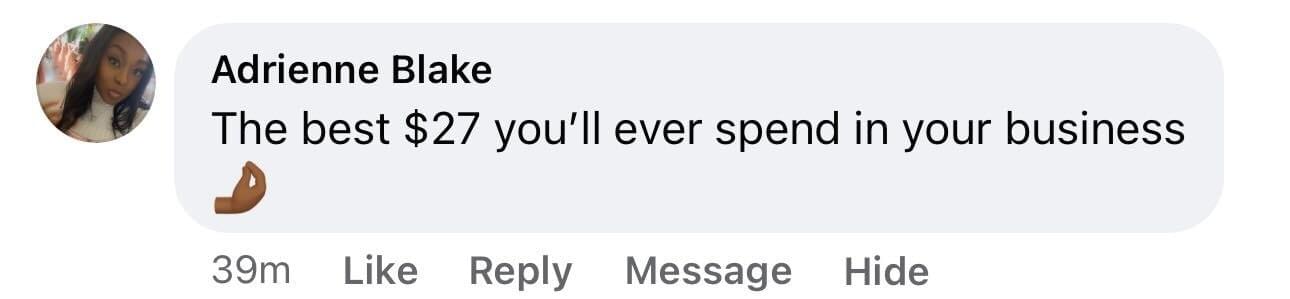 Adrienne Blake
The best $27 you’ll ever spend in your business
🤌🏾
39m Like Reply Message Hide